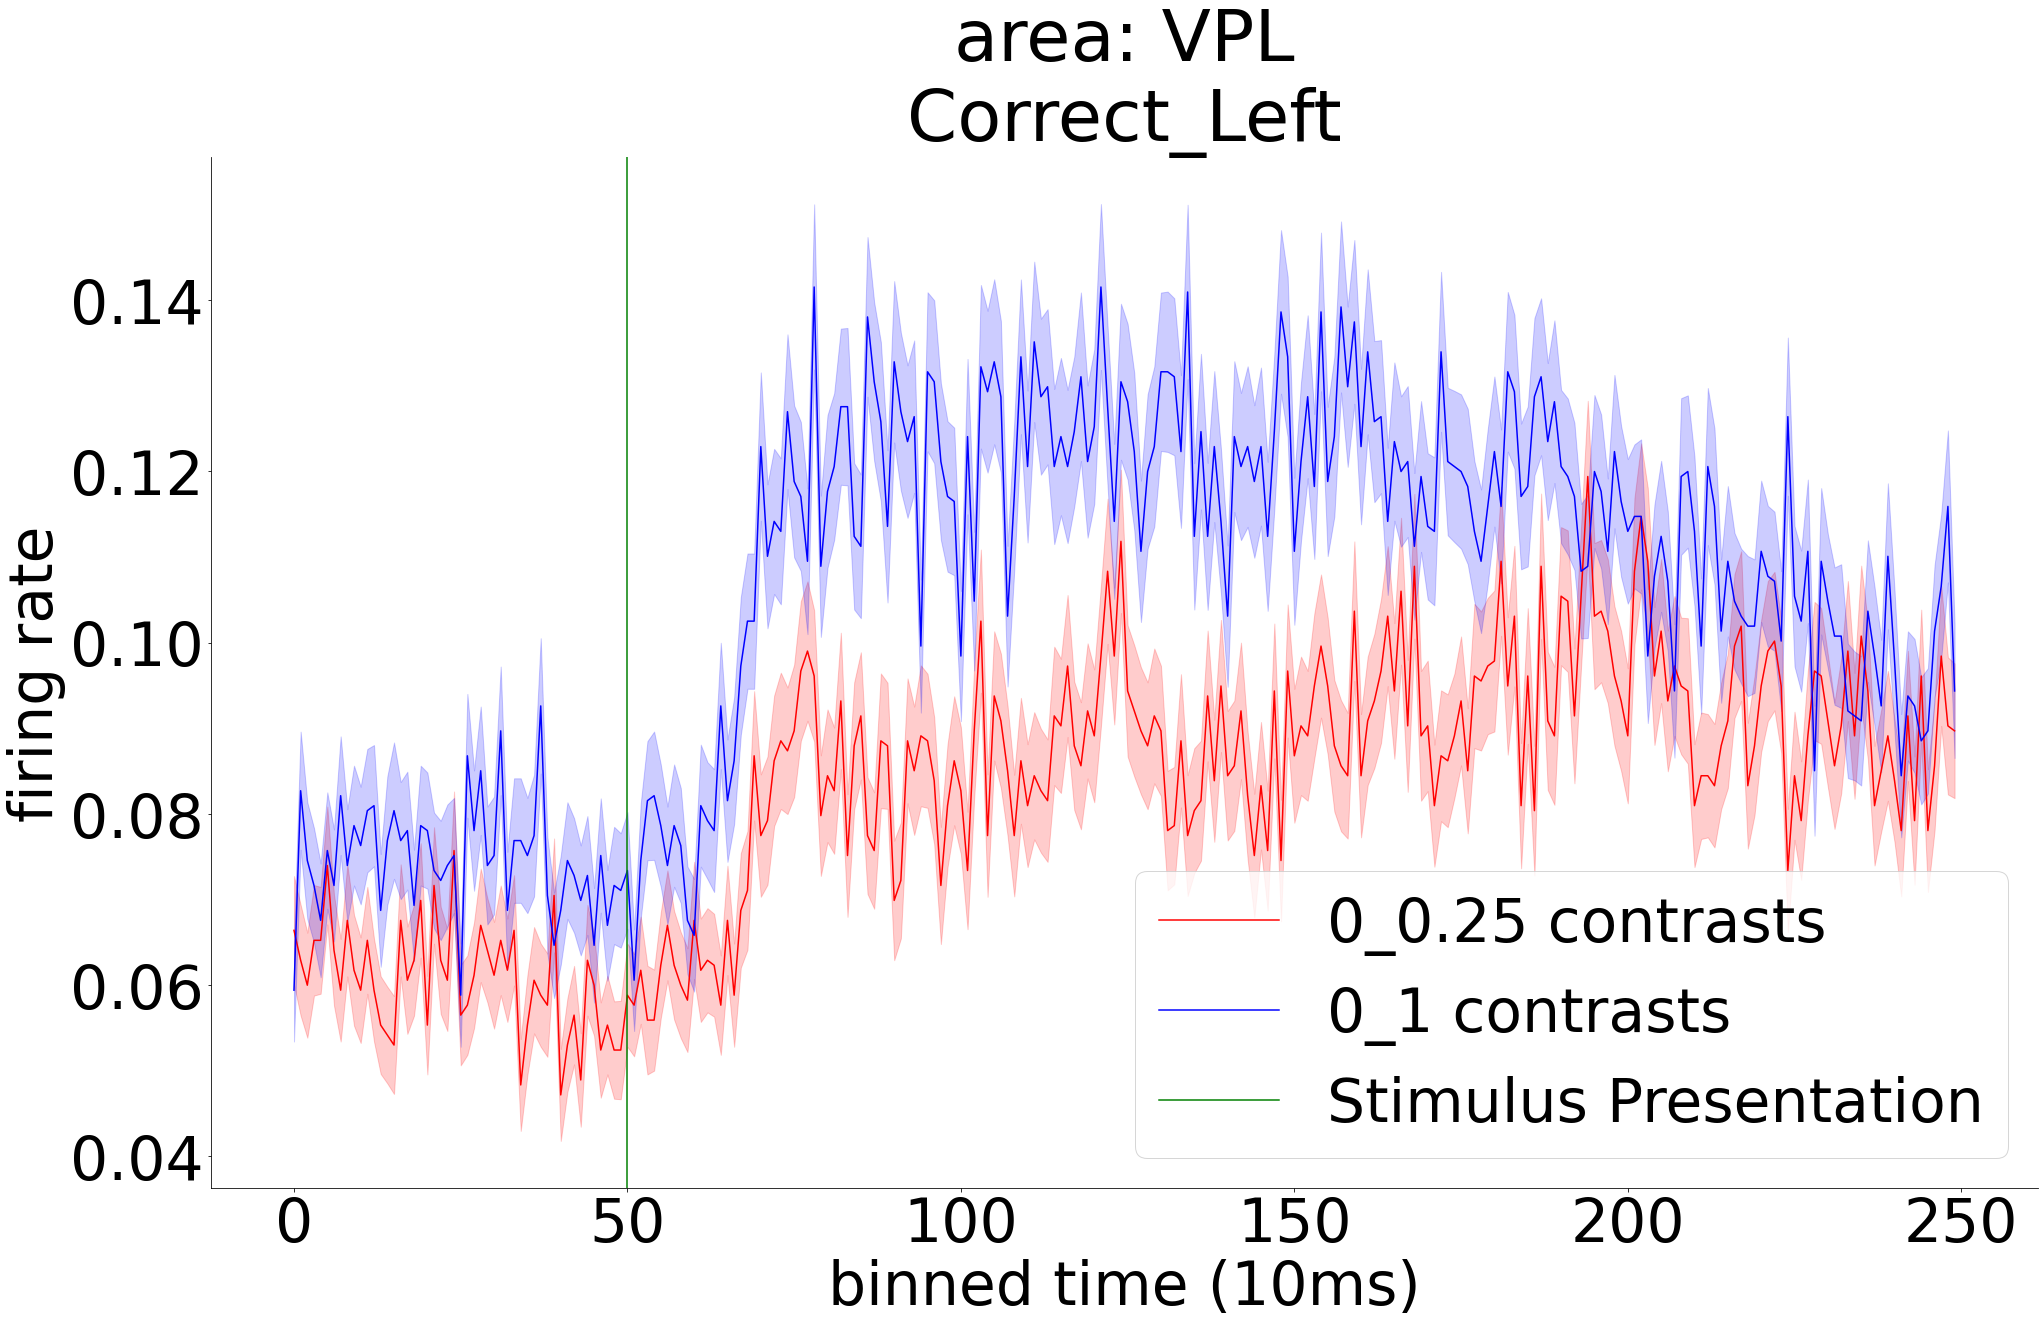 area: VPL
Correct_Left
firing rate
0.14
0.12
0.10
0.08
0.06
0.04
0_0.25 contrasts
0_1 contrasts
Stimulus Presentation
0 50 100 150 200 250
binned time (10ms)